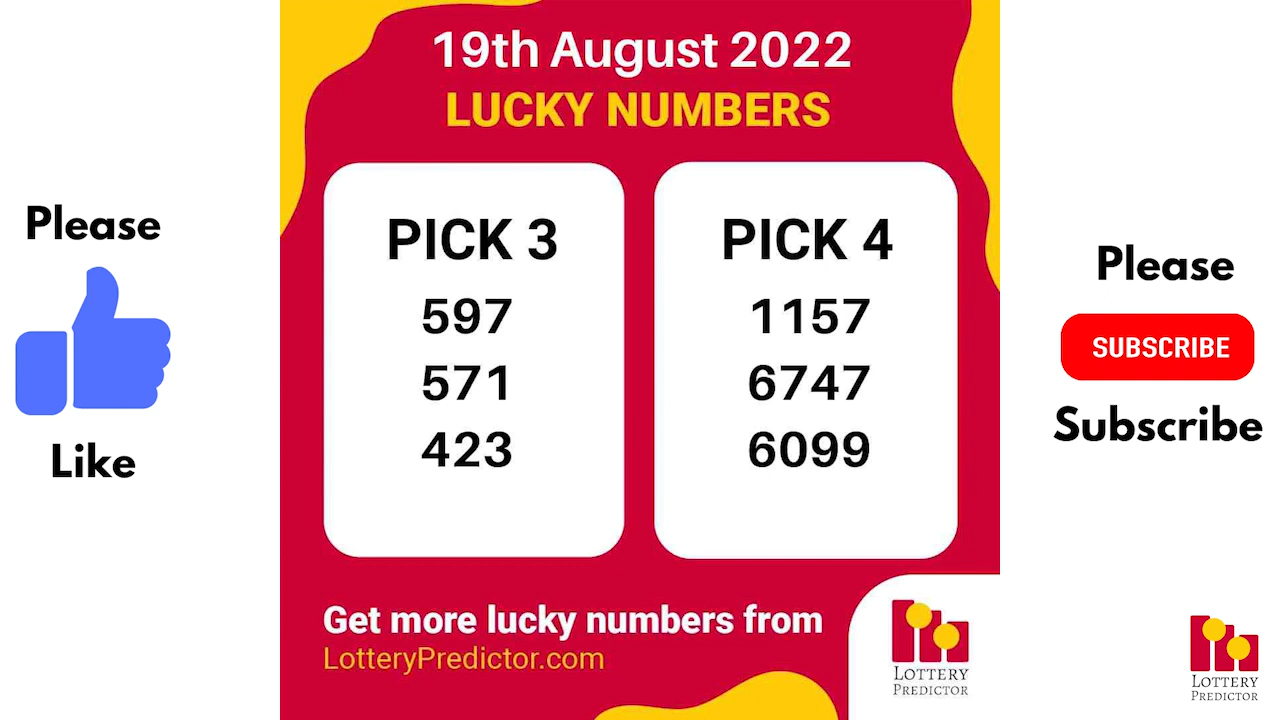 Please
Like
19th August 2022
LUCKY NUMBERS
PICK 3
597
571
423
PICK 4
1157
6747
6099
Get more lucky numbers from
LotteryPredictor.com
LOTTERY
PREDICTOR
Please
SUBSCRIBE
Subscribe
LOTTERY
PREDICTOR